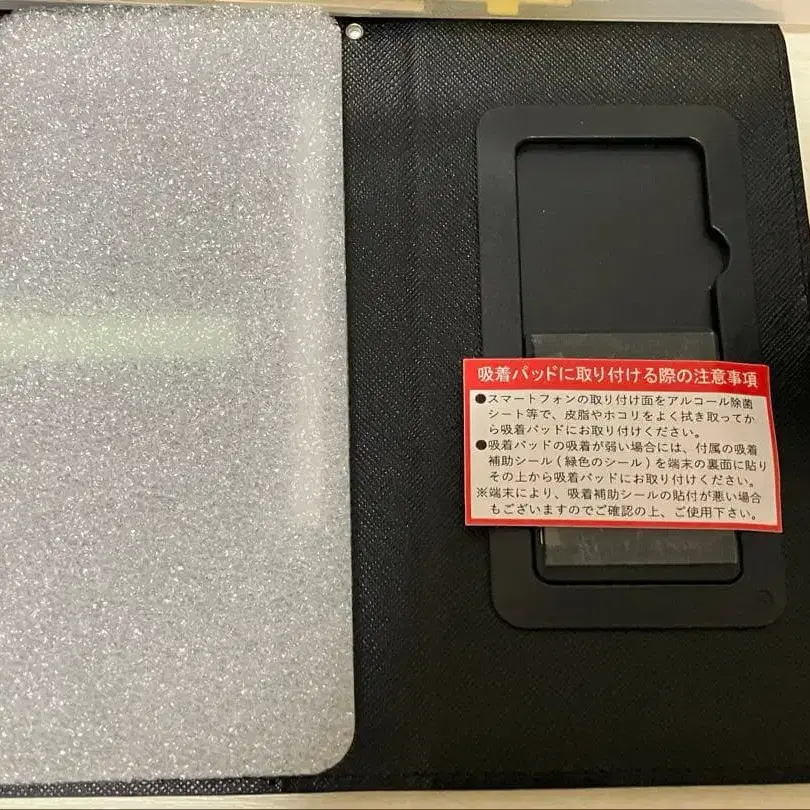 吸着パッドに取り付ける際の注意事項
●スマートフォンの取り付け面をアルコール除菌
シート等で、皮脂やホコリをよく拭き取ってか
ら吸着パッドにお取り付けください。
●吸着パッドの吸着が弱い場合には、付属の吸着
補助シール(緑色のシール)を端末の裏面に貼り
その上から吸着パッドにお取り付けください。
※端末により、吸着補助シールの貼付が悪い場合
もございますのでご確認の上、ご使用下さい。